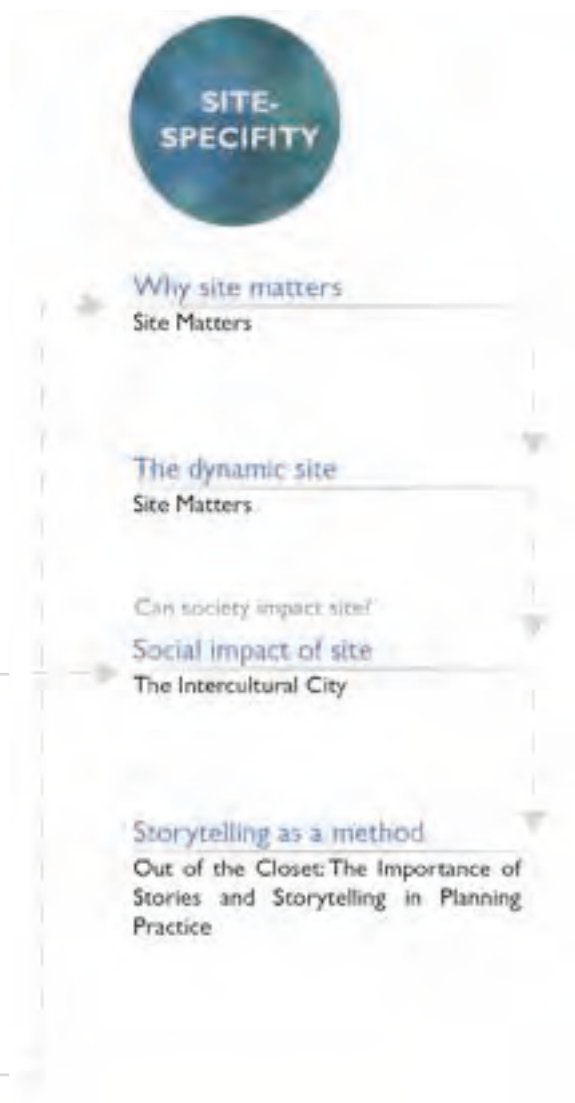 SITE-
SPECIFITY
Why site matters
Site Matters
The dynamic site
Site Matters
Can society impact site?
Social impact of site
The Intercultural City
Storytelling as a method
Out of the Closet: The Importance of
Stories and Storytelling in Planning
Practice